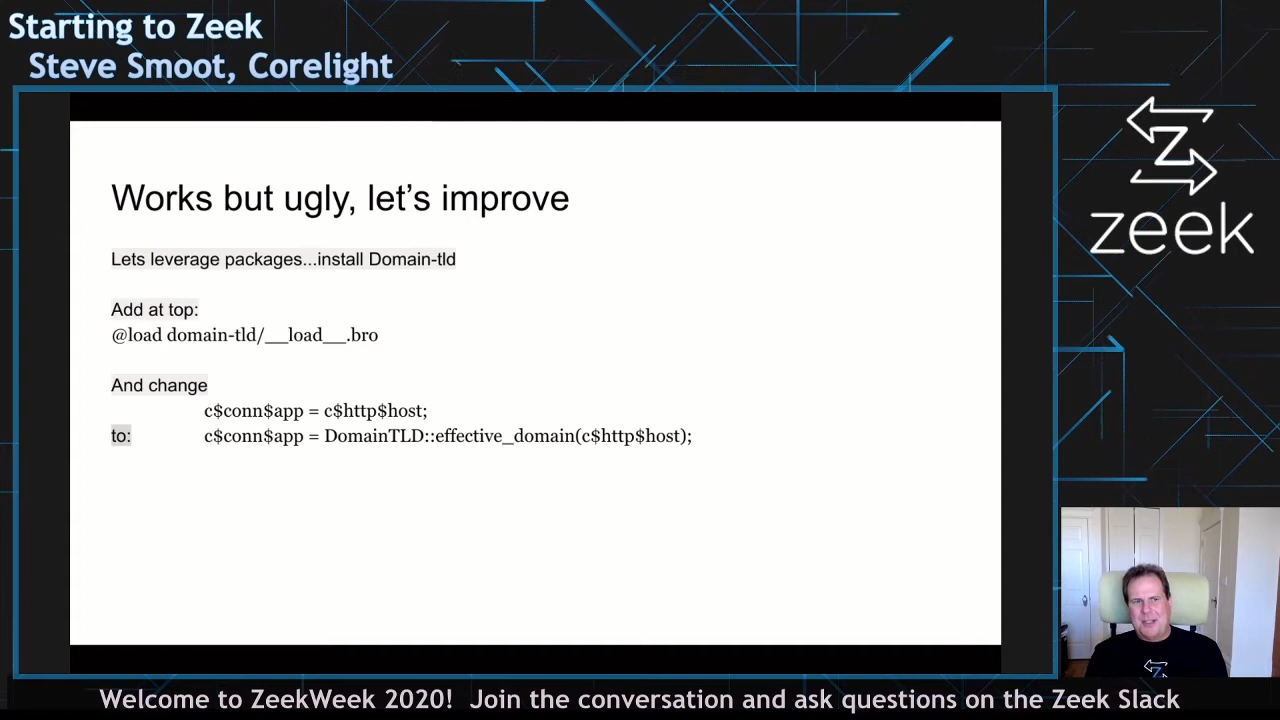 Starting to Zeek
Steve Smoot, Corelight
zeek
Works but ugly, let’s improve
Lets leverage packages...install Domain-tld
Add at top:
@load domain-tld/__load__.bro
And change
c$conn$app = c$http$host;
to: c$conn$app = DomainTLD::effective_domain(c$http$host);
Welcome to ZeekWeek 2020! Join the conversation and ask questions on the Zeek Slack